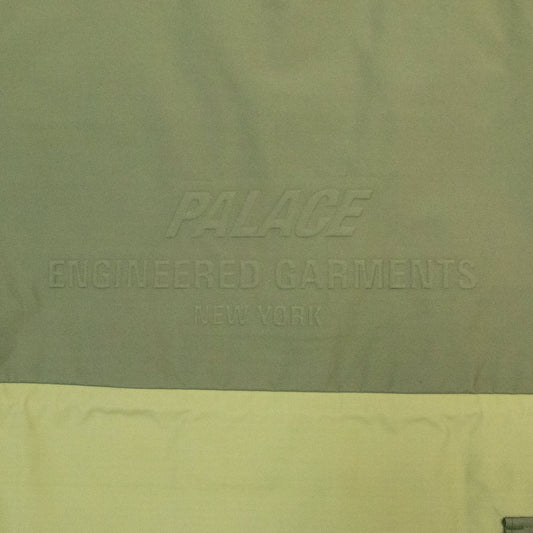 PALACE
ENGINEERED GARMENTS
NEW YORK